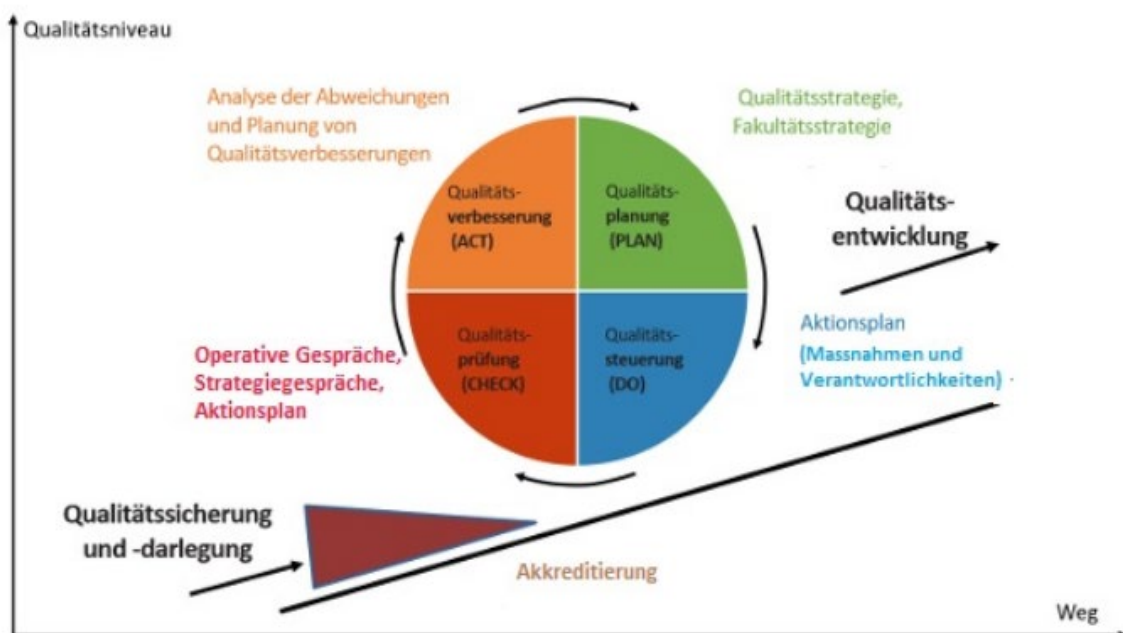 Qualitätsniveau
Analyse der Abweichungen
und Planung von
Qualitätsverbesserungen
Qualitätsstrategie,
Fakultätsstrategie
Qualitäts-
verbesserung
(ACT)
Qualitäts-
planung
(PLAN)
Qualitäts-
entwicklung
Operative Gespräche,
Strategiegespräche,
Aktionsplan
Qualitäts-
prüfung
(CHECK)
Qualitäts-
steuerung
(DO)
Aktionsplan
(Massnahmen und
Verantwortlichkeiten)
Qualitätssicherung
und -darlegung
Akkreditierung
Weg